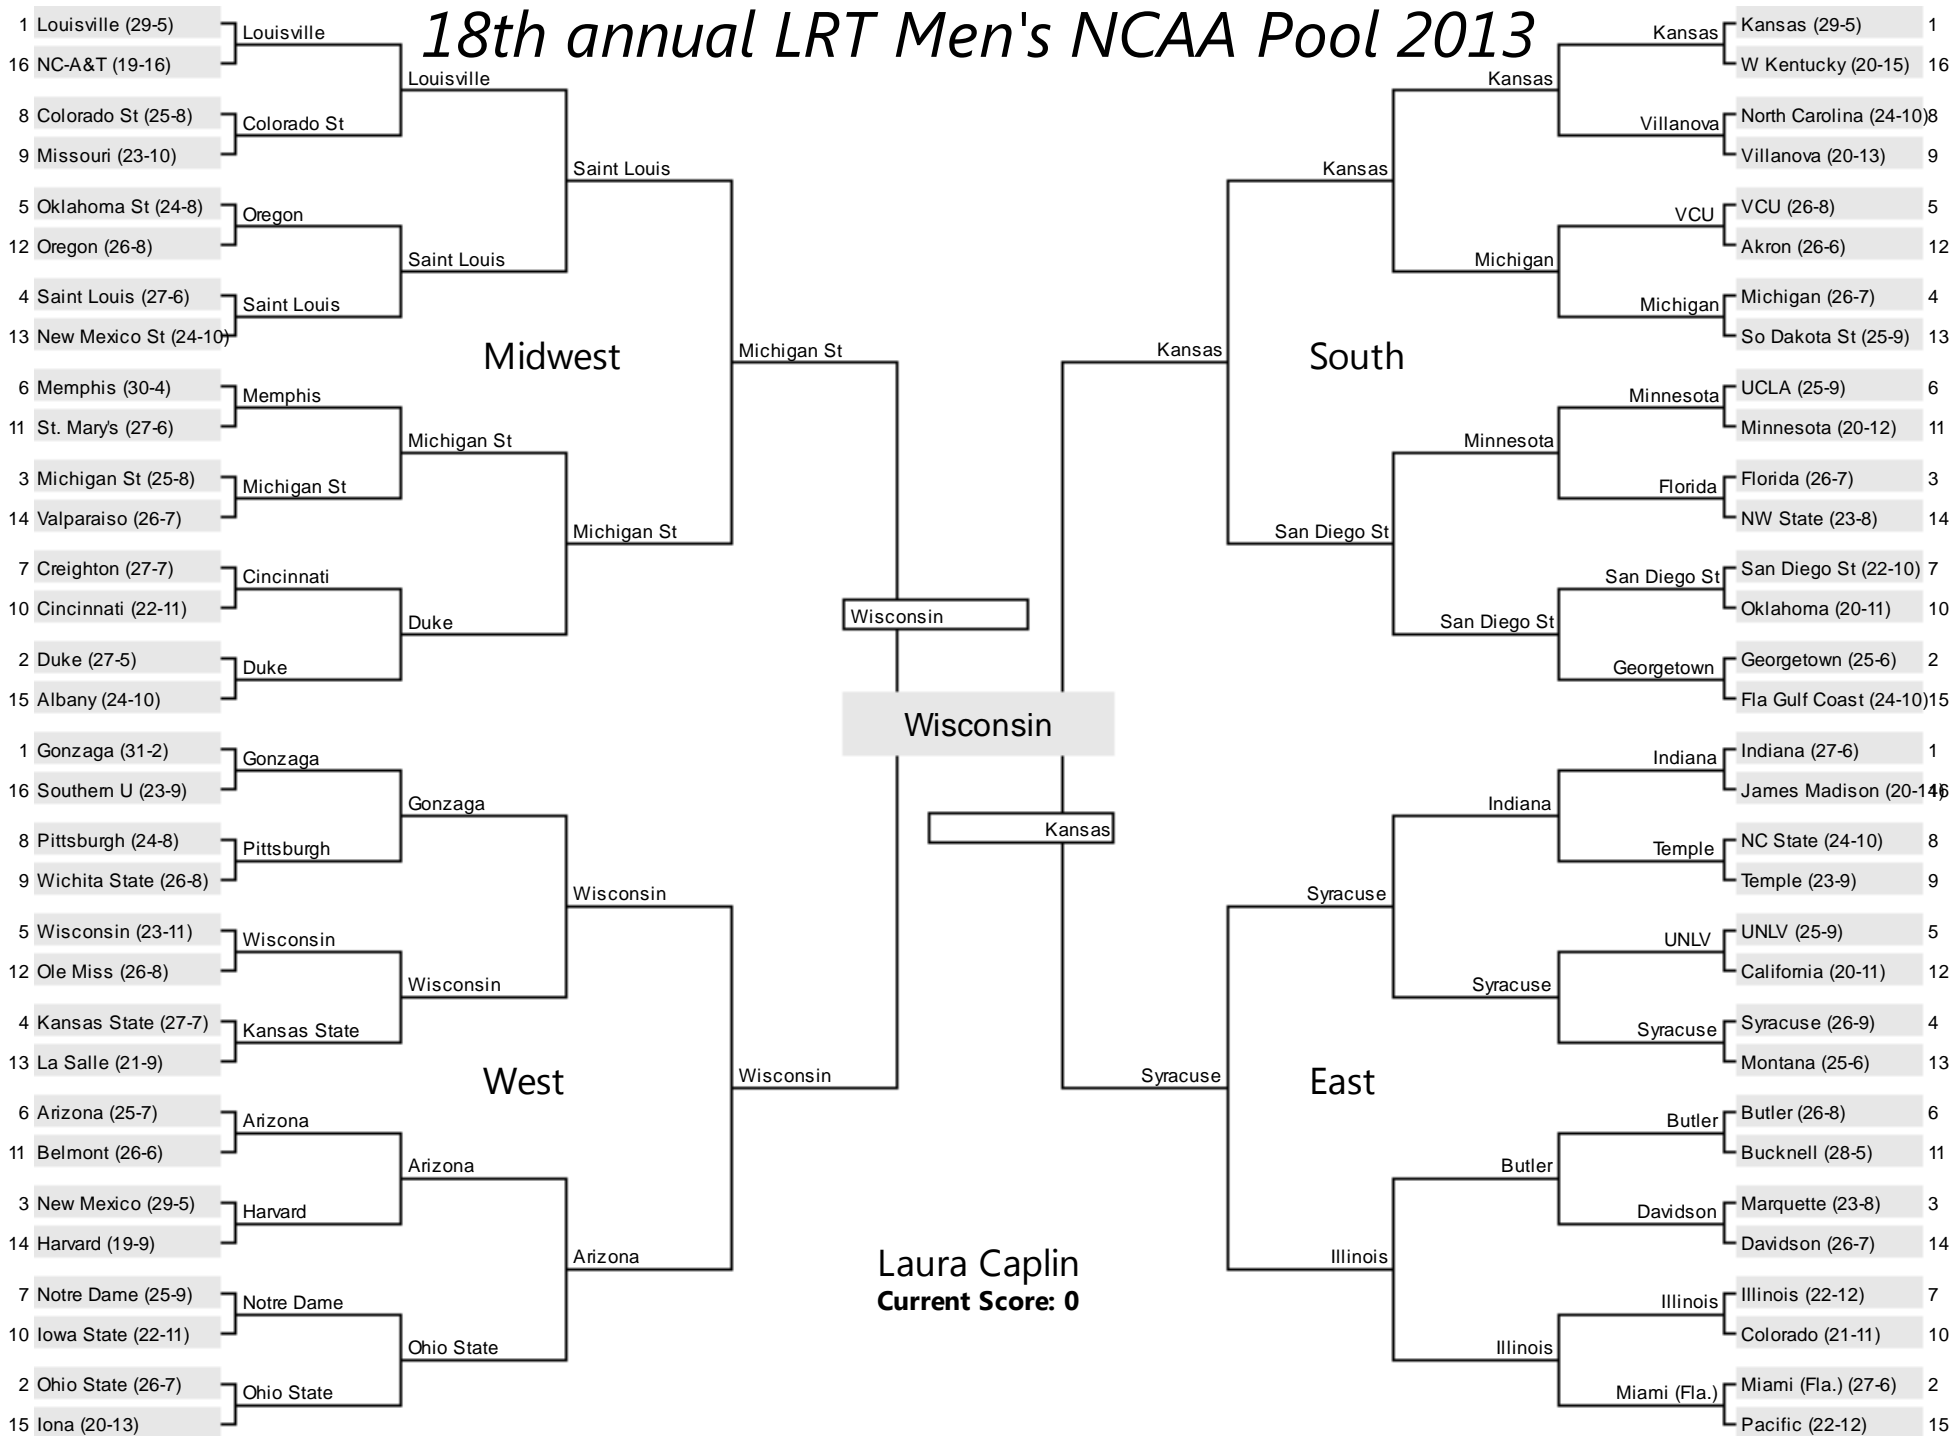 18th annual LRT Men's NCAA Pool 2013
1 Louisville (29-5)
16 NC-A&T (19-16)
8 Colorado St (25-8)
9 Missouri (23-10)
5 Oklahoma St (24-8)
12 Oregon (26-8)
4 Saint Louis (27-6)
13 New Mexico St (24-10)
6 Memphis (30-4)
11 St. Mary's (27-6)
3 Michigan St (25-8)
14 Valparaiso (26-7)
7 Creighton (27-7)
10 Cincinnati (22-11)
2 Duke (27-5)
15 Albany (24-10)
1 Gonzaga (31-2)
16 Southern U (23-9)
8 Pittsburgh (24-8)
9 Wichita State (26-8)
5 Wisconsin (23-11)
12 Ole Miss (26-8)
4 Kansas State (27-7)
13 La Salle (21-9)
6 Arizona (25-7)
11 Belmont (26-6)
3 New Mexico (29-5)
14 Harvard (19-9)
7 Notre Dame (25-9)
10 Iowa State (22-11)
2 Ohio State (26-7)
15 Iona (20-13)
Louisville
Colorado St
Oregon
Saint Louis
Memphis
Michigan St
Cincinnati
Duke
Gonzaga
Pittsburgh
Wisconsin
Kansas State
Arizona
Harvard
Notre Dame
Ohio State
Louisville
Saint Louis
Michigan St
Duke
Gonzaga
Wisconsin
Arizona
Ohio State
Saint Louis
Michigan St
Wisconsin
Arizona
Midwest
West
Michigan St
Wisconsin
Wisconsin
Wisconsin
Kansas
Laura Caplin
Current Score: 0
Kansas
Syracuse
South
East
Kansas
San Diego St
Syracuse
Illinois
Kansas
Michigan
Minnesota
San Diego St
Indiana
Syracuse
Butler
Illinois
Kansas
Villanova
VCU
Michigan
Minnesota
Florida
San Diego St
Georgetown
Indiana
Temple
UNLV
Syracuse
Butler
Davidson
Illinois
Miami (Fla.)
Kansas (29-5) 1
W Kentucky (20-15) 16
North Carolina (24-10) 8
Villanova (20-13) 9
VCU (26-8) 5
Akron (26-6) 12
Michigan (26-7) 4
So Dakota St (25-9) 13
UCLA (25-9) 6
Minnesota (20-12) 11
Florida (26-7) 3
NW State (23-8) 14
San Diego St (22-10) 7
Oklahoma (20-11) 10
Georgetown (25-6) 2
Fla Gulf Coast (24-10) 15
Indiana (27-6) 1
James Madison (20-14) 16
NC State (24-10) 8
Temple (23-9) 9
UNLV (25-9) 5
California (20-11) 12
Syracuse (26-9) 4
Montana (25-6) 13
Butler (26-8) 6
Bucknell (28-5) 11
Marquette (23-8) 3
Davidson (26-7) 14
Illinois (22-12) 7
Colorado (21-11) 10
Miami (Fla.) (27-6) 2
Pacific (22-12) 15